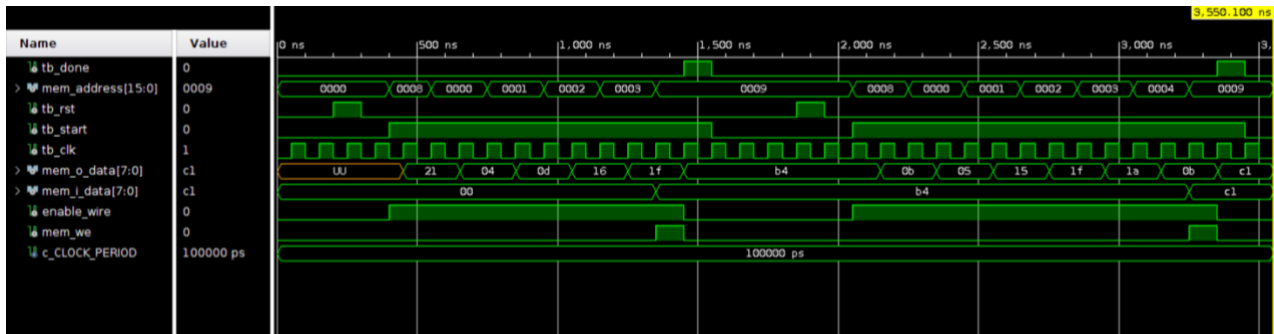 3,550.100 ns
Name Value |0 ns |500 ns |1,000 ns |1,500 ns |2,000 ns |2,500 ns |3,000 ns |3,
tb_done 0
> mem_address[15:0] 0009 0000 0008 0000 0001 0002 0003 0009 0008 0000 0001 0002 0003 0004 0009
tb_rst 0
tb_start 0
tb_clk 1
> mem_o_data[7:0] c1 UU 21 04 0d 16 1f b4 0b 05 15 1f 1a 0b c1
> mem_i_data[7:0] c1 00 b4 c1
enable_wire 0
mem_we 0
c_CLOCK_PERIOD 100000 ps 100000 ps